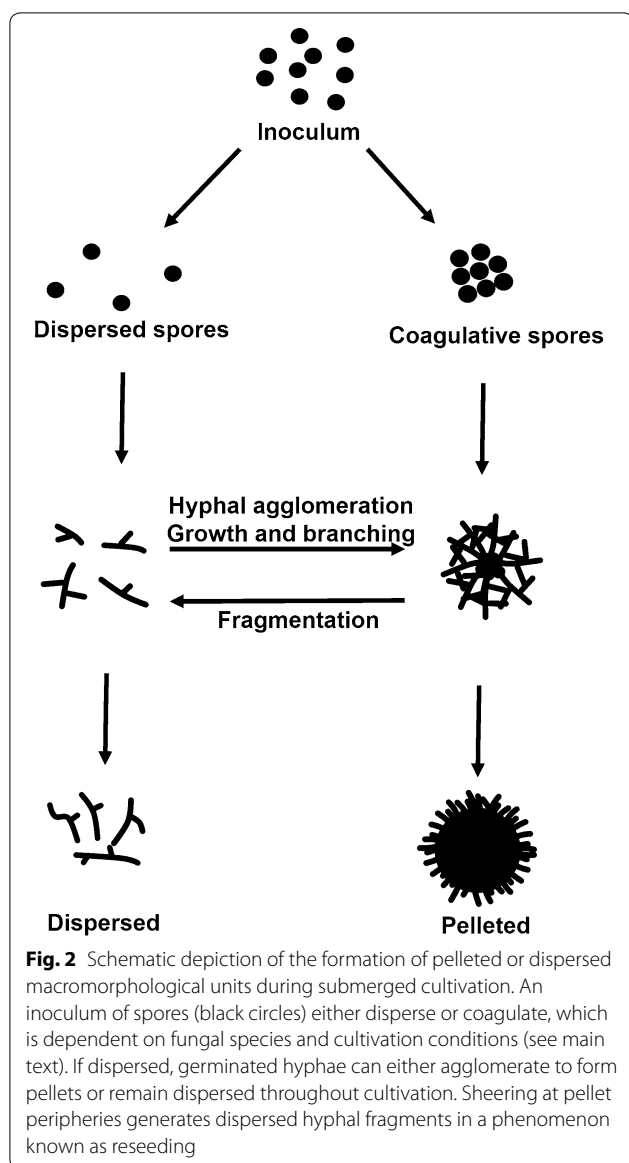 Inoculum
Dispersed spores
Coagulative spores
Hyphal agglomeration
Growth and branching
Fragmentation
Dispersed
Pelleted
Fig. 2 Schematic depiction of the formation of pelleted or dispersed
macromorphological units during submerged cultivation. An
inoculum of spores (black circles) either disperse or coagulate, which
is dependent on fungal species and cultivation conditions (see main
text). If dispersed, germinated hyphae can either agglomerate to form
pellets or remain dispersed throughout cultivation. Sheering at pellet
peripheries generates dispersed hyphal fragments in a phenomenon
known as reseeding